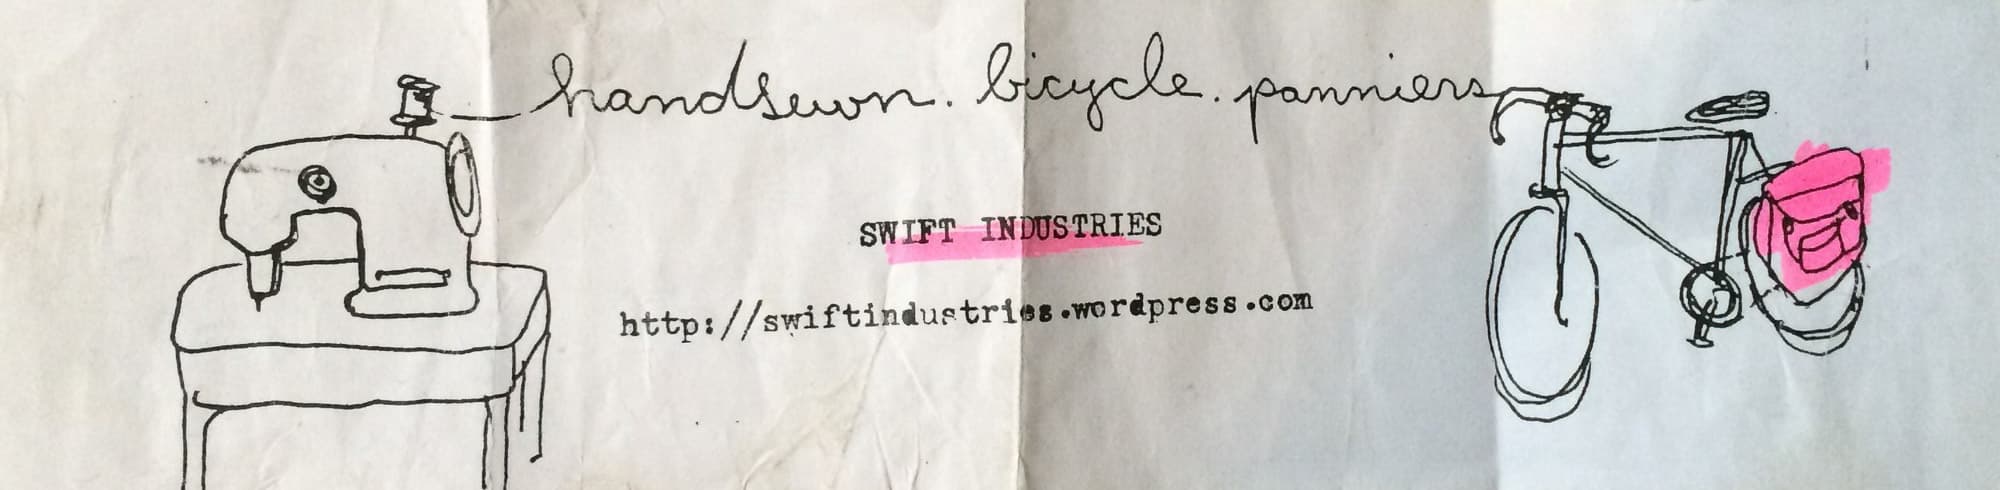 handsewn. bicycle. panniers
SWIFT INDUSTRIES
http://swiftindustries.wordpress.com